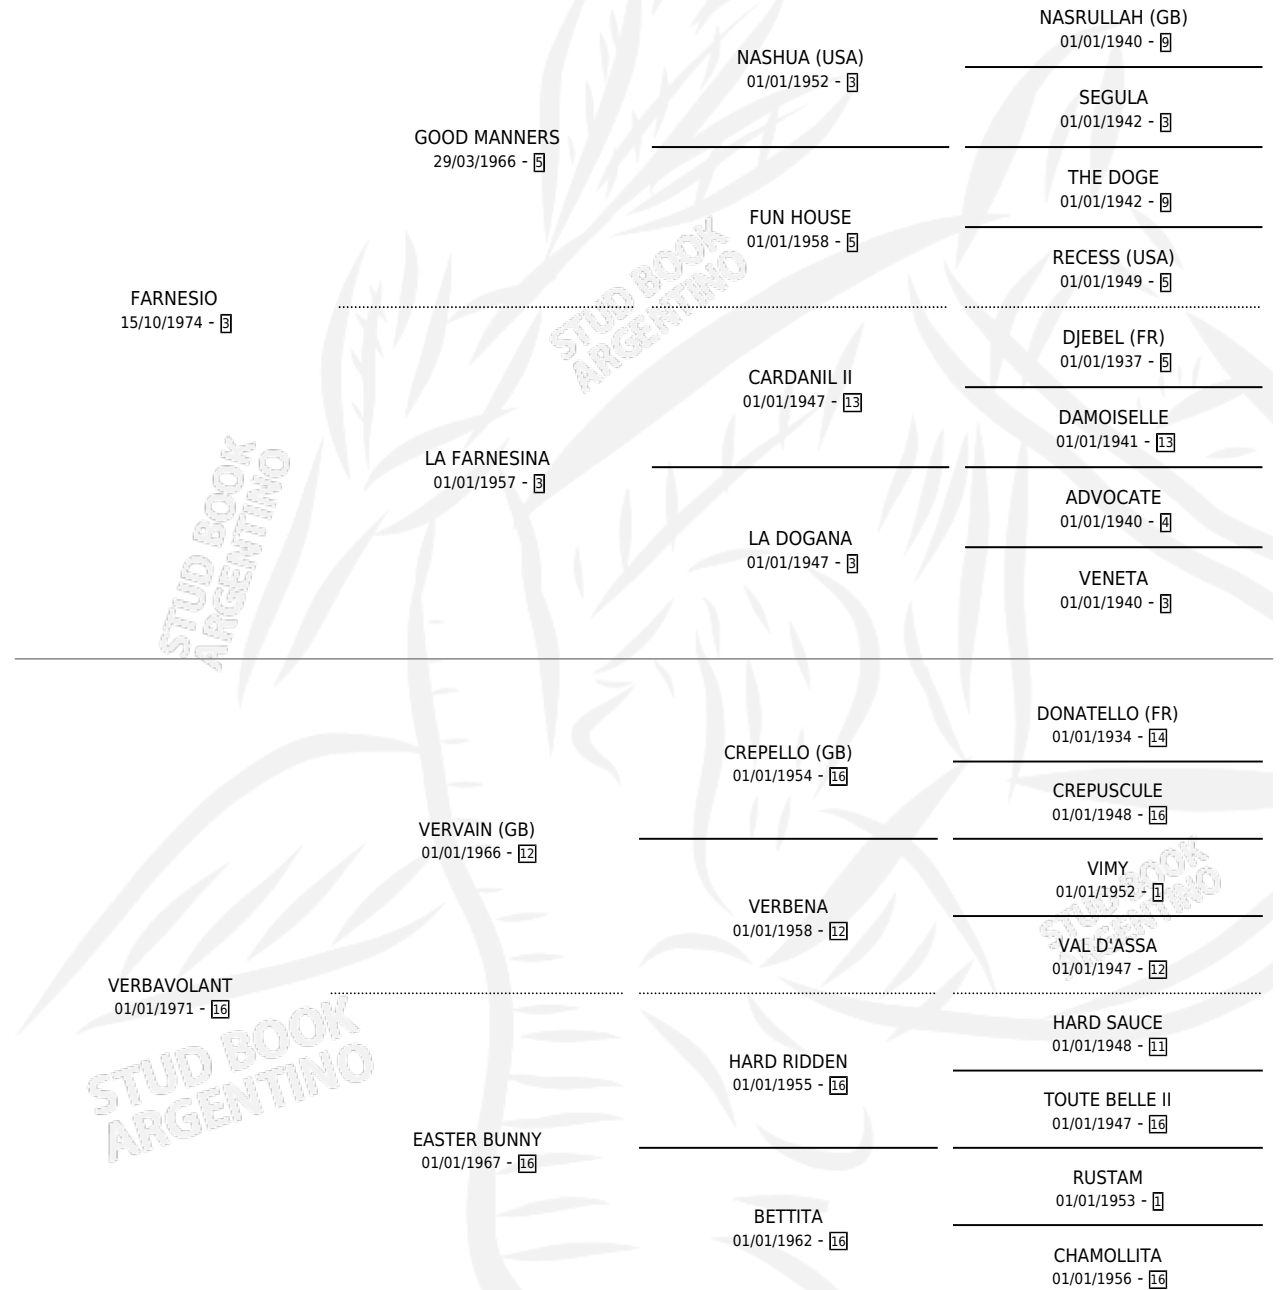 NASRULLAH (GB)
01/01/1940 - 9
NASHUA (USA)
01/01/1952 - 3
SEGULA
01/01/1942 - 3
GOOD MANNERS
29/03/1966 - 5
THE DOGE
01/01/1942 - 9
FUN HOUSE
01/01/1958 - 5
RECESS (USA)
01/01/1949 - 5
FARNESIO
15/10/1974 - 3
DJEBEL (FR)
01/01/1937 - 5
CARDANIL II
01/01/1947 - 13
DAMOISELLE
01/01/1941 - 13
LA FARNESINA
01/01/1957 - 3
ADVOCATE
01/01/1940 - 4
LA DOGANA
01/01/1947 - 3
VENETA
01/01/1940 - 3
DONATELLO (FR)
01/01/1934 - 14
CREPELLO (GB)
01/01/1954 - 16
CREPUSCULE
01/01/1948 - 16
VERVAIN (GB)
01/01/1966 - 12
VIMY
01/01/1952 - 1
VERBENA
01/01/1958 - 12
VAL D'ASSA
01/01/1947 - 12
VERBAVOLANT
01/01/1971 - 16
HARD SAUCE
01/01/1948 - 11
HARD RIDDEN
01/01/1955 - 16
TOUTE BELLE II
01/01/1947 - 16
EASTER BUNNY
01/01/1967 - 16
RUSTAM
01/01/1953 - 1
BETTITA
01/01/1962 - 16
CHAMOLLITA
01/01/1956 - 16
STUD BOOK
ARGENTINO
STUD BOOK
ARGENTINO
STUD BOOK
ARGENTINO
STUD BOOK
ARGENTINO